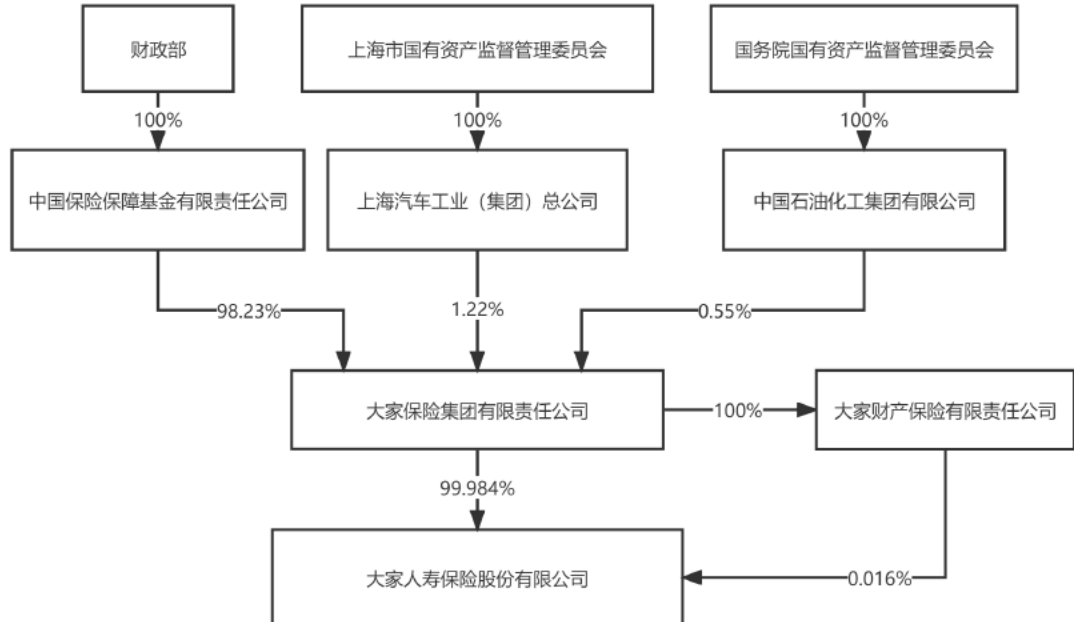 财政部
上海市国有资产监督管理委员会
国务院国有资产监督管理委员会
100%
100%
100%
中国保险保障基金有限责任公司
上海汽车工业（集团）总公司
中国石油化工集团有限公司
98.23%
1.22%
0.55%
大家保险集团有限责任公司
100%
大家财产保险有限责任公司
99.984%
大家人寿保险股份有限公司
0.016%